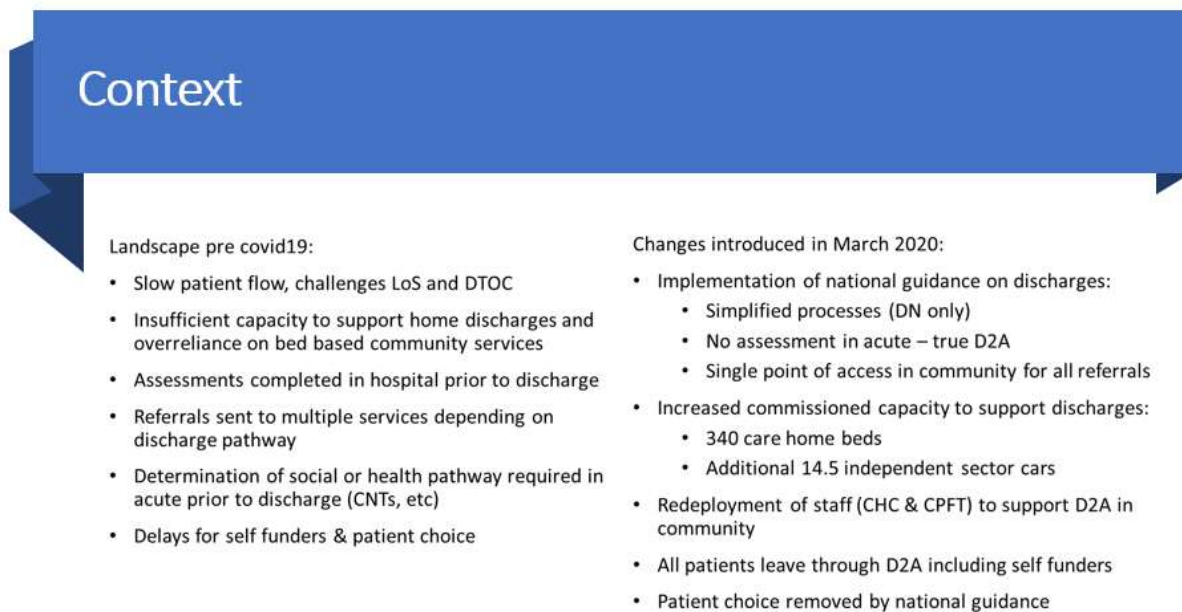 Context
Landscape pre covid19:
• Slow patient flow, challenges LoS and DTOC
• Insufficient capacity to support home discharges and
overreliance on bed based community services
• Assessments completed in hospital prior to discharge
• Referrals sent to multiple services depending on
discharge pathway
• Determination of social or health pathway required in
acute prior to discharge (CNTs, etc)
• Delays for self funders & patient choice
Changes introduced in March 2020:
• Implementation of national guidance on discharges:
• Simplified processes (DN only)
• No assessment in acute – true D2A
• Single point of access in community for all referrals
• Increased commissioned capacity to support discharges:
• 340 care home beds
• Additional 14.5 independent sector cars
• Redeployment of staff (CHC & CPFT) to support D2A in
community
• All patients leave through D2A including self funders
• Patient choice removed by national guidance